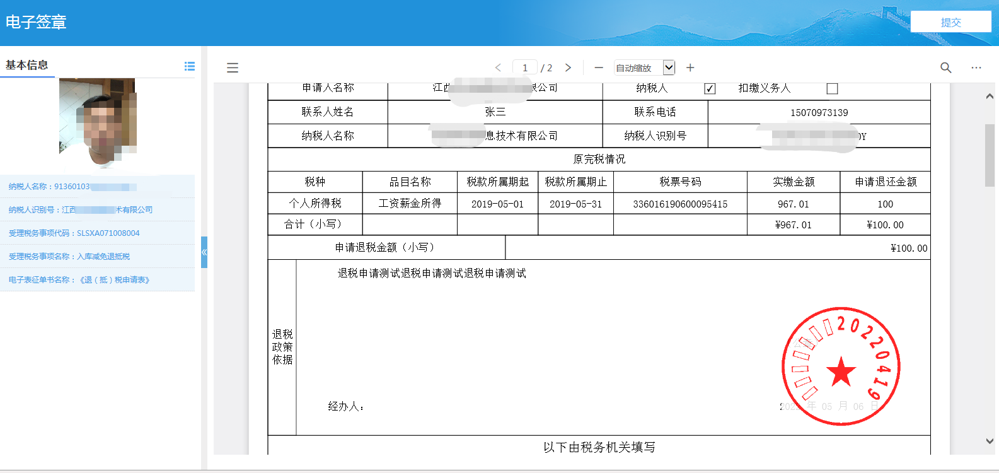 电子签章
提交
基本信息
1 / 2
自动缩放
纳税人名称：91360103
纳税人识别号：江西 术有限公司
受理税务事项代码：SLSXA071008004
受理税务事项名称：入库减免退抵税
电子表征单书名称：《退（抵）税申请表》
申请人名称 江西 限公司 纳税人 ✓ 扣缴义务人
联系人姓名 张三 联系电话 15070973139
纳税人名称 息技术有限公司 纳税人识别号 Y
原完税情况
税种 品目名称 税款所属期起 税款所属期止 税票号码 实缴金额 申请退还金额
个人所得税 工资薪金所得 2019-05-01 2019-05-31 336016190600095415 967.01 100
合计（小写） ¥967.01 ¥100.00
申请退税金额（小写） ¥100.00
退税申请测试退税申请测试退税申请测试
退税
政策
依据
公章
20220419
经办人：
2022 年 05 月 06 日
以下由税务机关填写